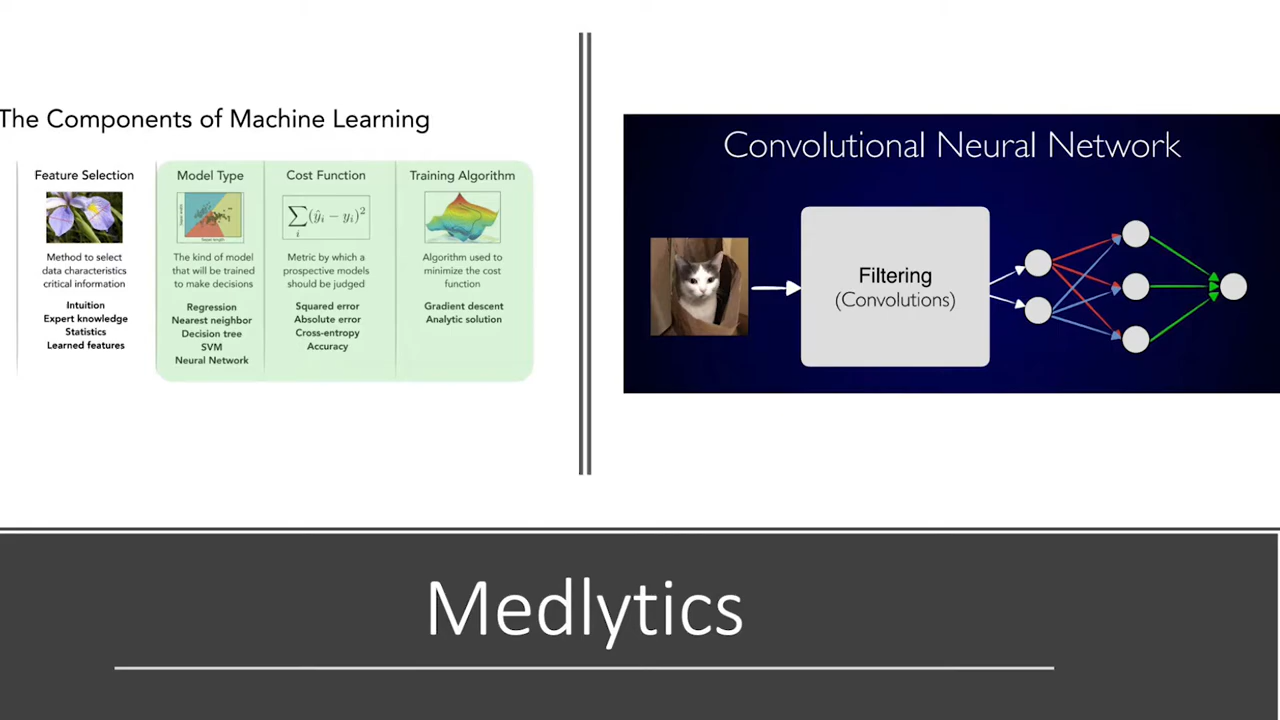 The Components of Machine Learning
Feature Selection
Method to select
data characteristics
critical information
Intuition
Expert knowledge
Statistics
Learned features
Model Type
The kind of model
that will be trained
to make decisions
Regression
Nearest neighbor
Decision tree
SVM
Neural Network
Cost Function
∑(ŷᵢ − yᵢ)²
i
Metric by which a
prospective models
should be judged
Squared error
Absolute error
Cross-entropy
Accuracy
Training Algorithm
Algorithm used to
minimize the cost
function
Gradient descent
Analytic solution
Convolutional Neural Network
Filtering
(Convolutions)
Medlytics